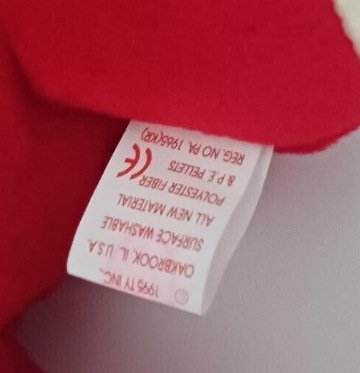 © 1995 TY INC.,
OAKBROOK IL. U.S.A.
SURFACE WASHABLE
ALL NEW MATERIAL
POLYESTER FIBER
& P.E. PELLETS CE
REG. NO PA. 1965(KR)